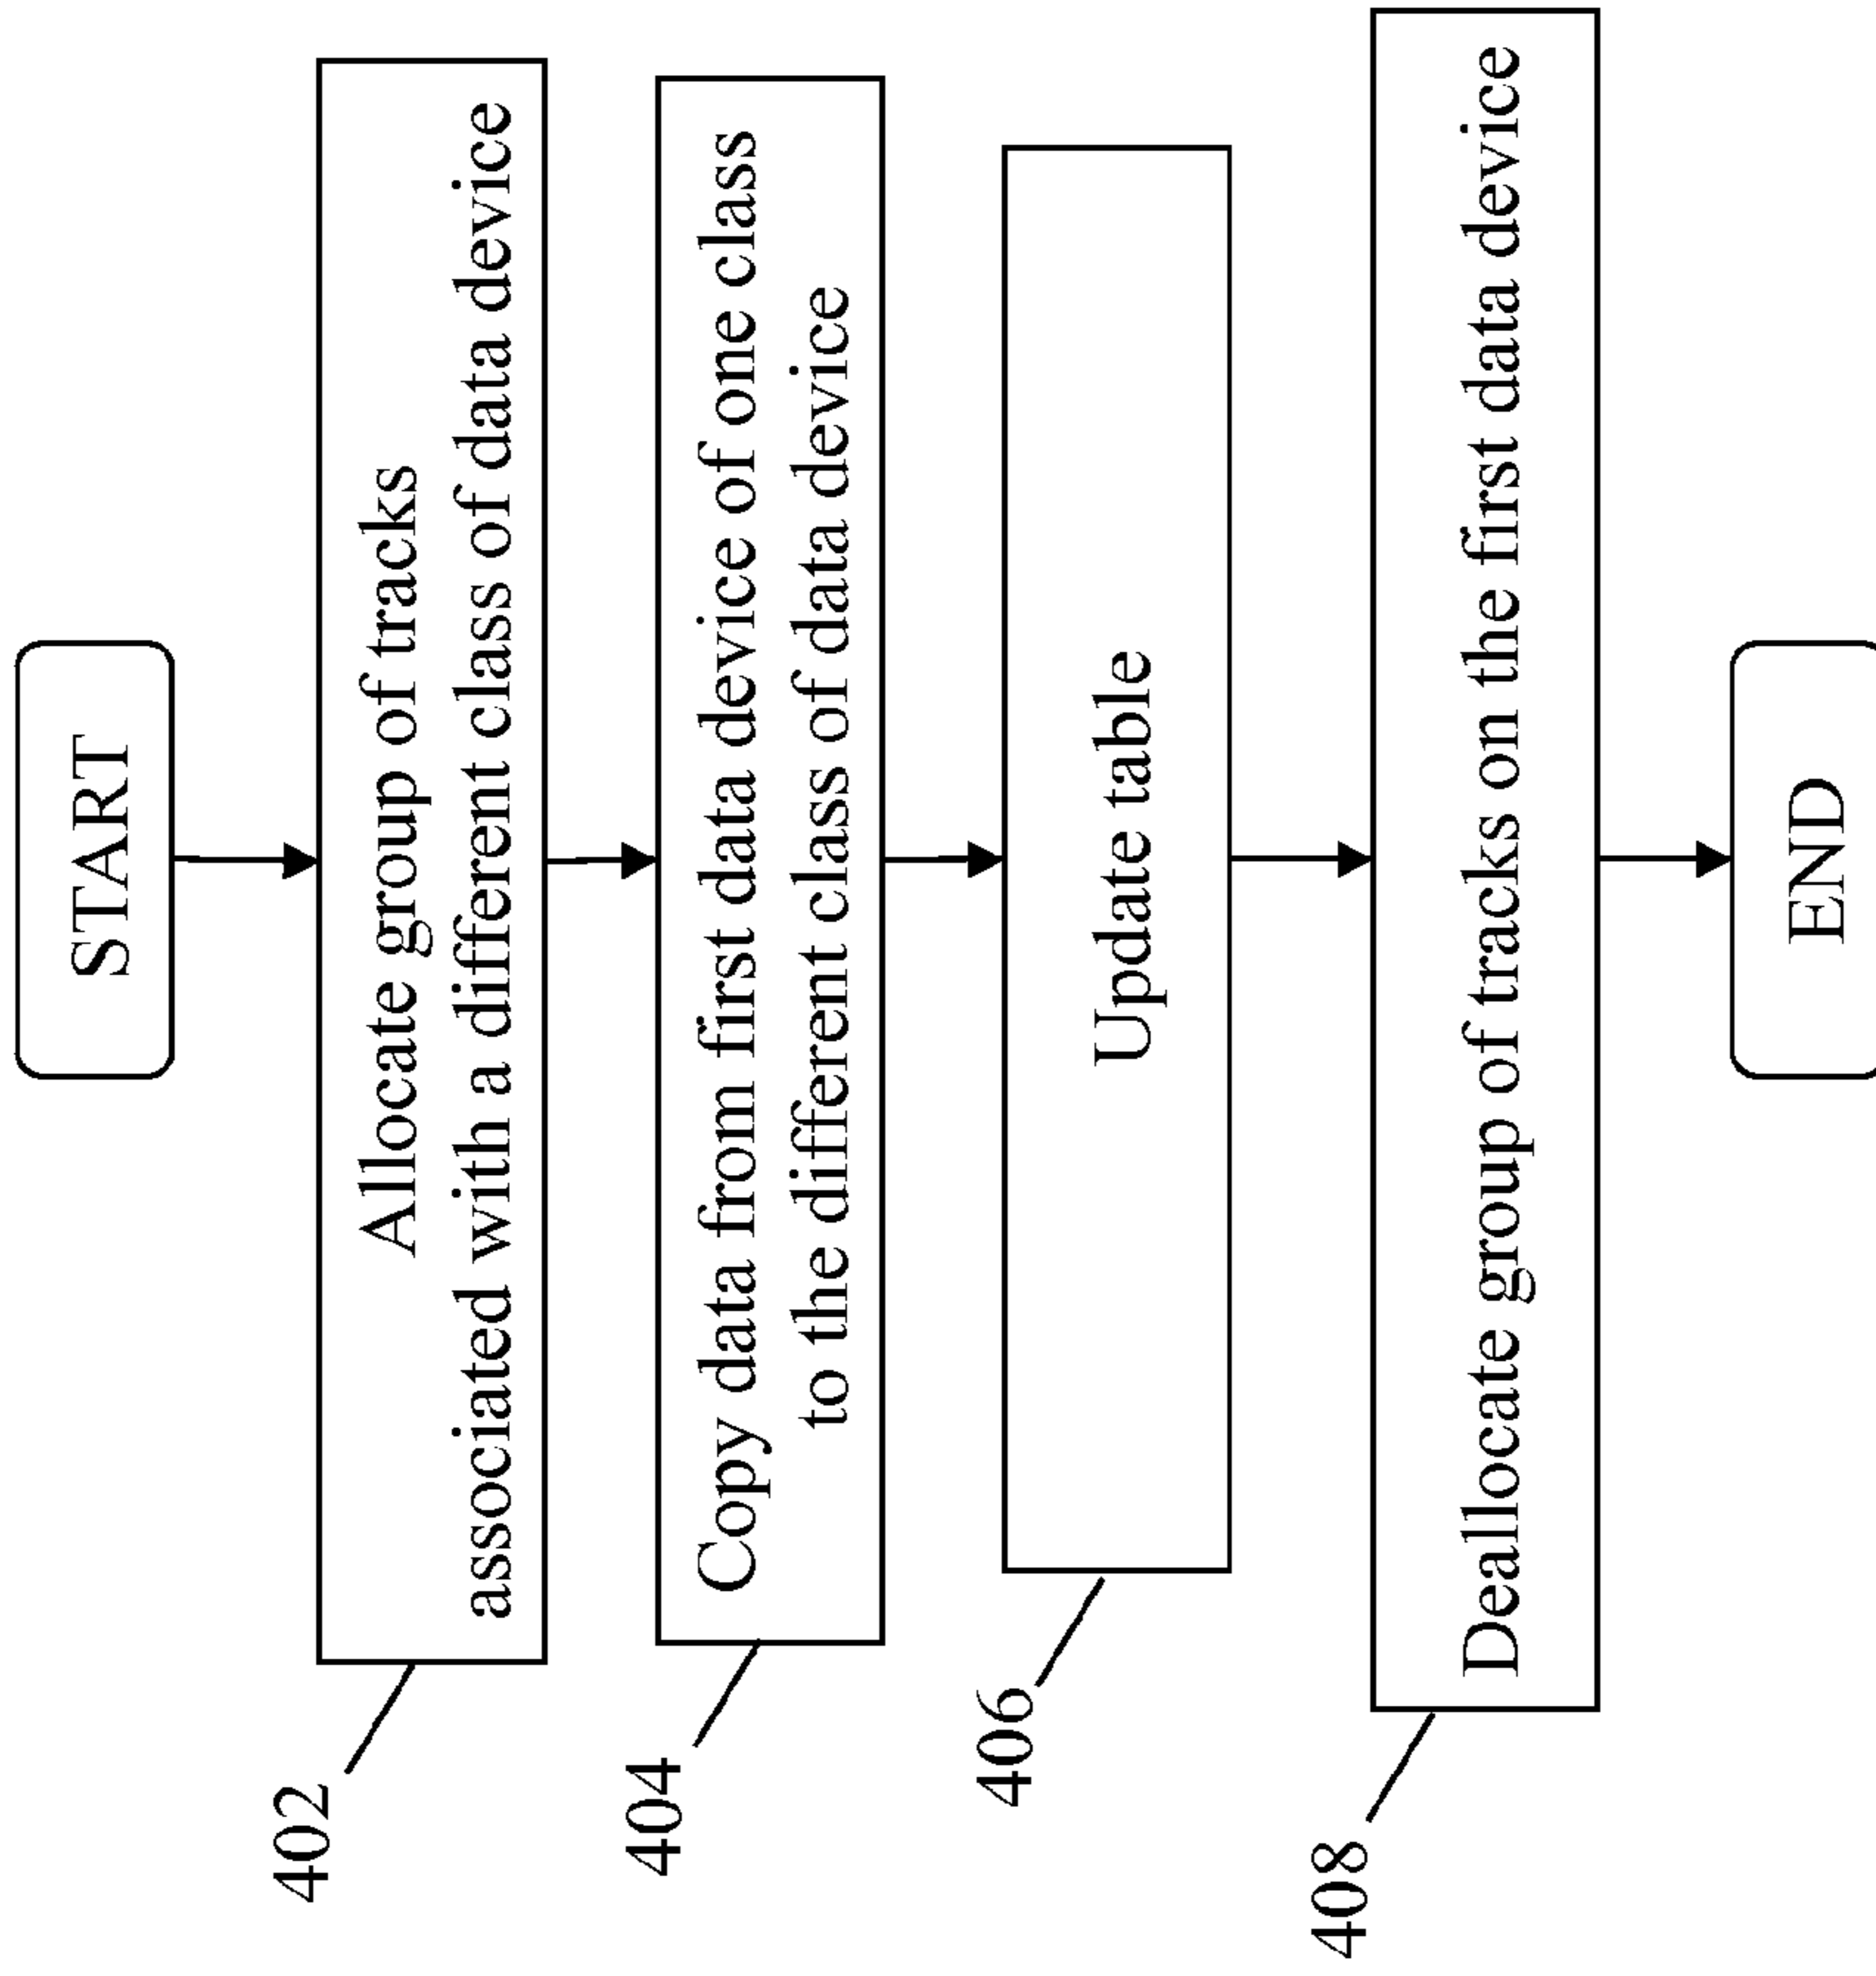 START
402
Allocate group of tracks
associated with a different class of data device
404
Copy data from first data device of one class
to the different class of data device
406
Update table
408
Deallocate group of tracks on the first data device
END